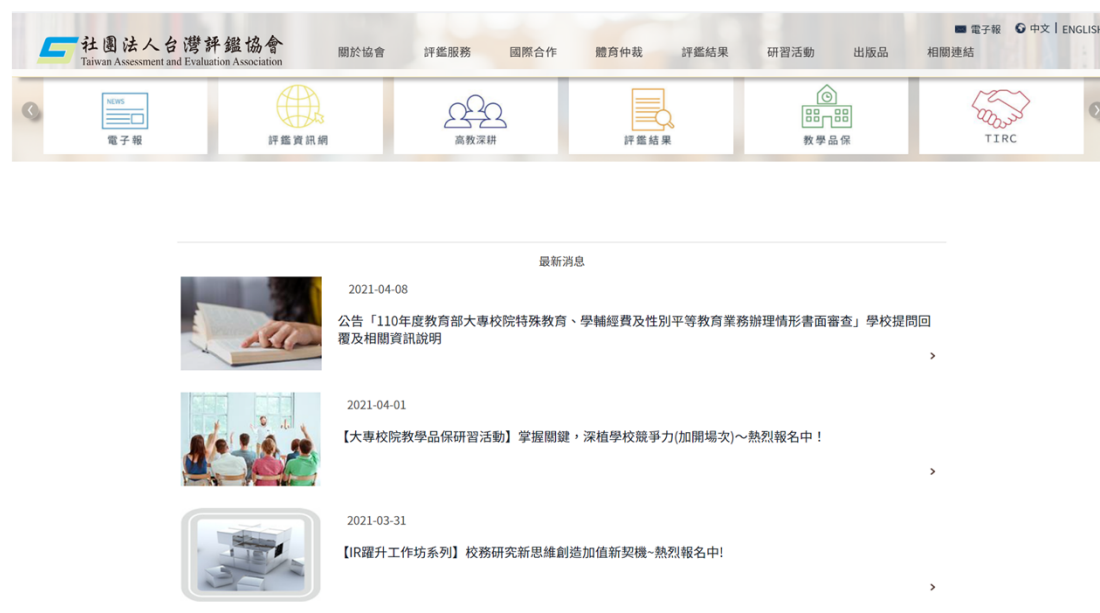 電子報 中文 | ENGLISH
社團法人台灣評鑑協會
Taiwan Assessment and Evaluation Association
關於協會 評鑑服務 國際合作 體育仲裁 評鑑結果 研習活動 出版品 相關連結
NEWS
電子報 評鑑資訊網 高教深耕 評鑑結果 教學品保 TIRC
最新消息
2021-04-08
公告「110年度教育部大專校院特殊教育、學輔經費及性別平等教育業務辦理情形書面審查」學校提問回
覆及相關資訊說明
2021-04-01
【大專校院教學品保研習活動】掌握關鍵，深植學校競爭力(加開場次)～熱烈報名中！
2021-03-31
【IR躍升工作坊系列】校務研究新思維創造加值新契機~熱烈報名中!